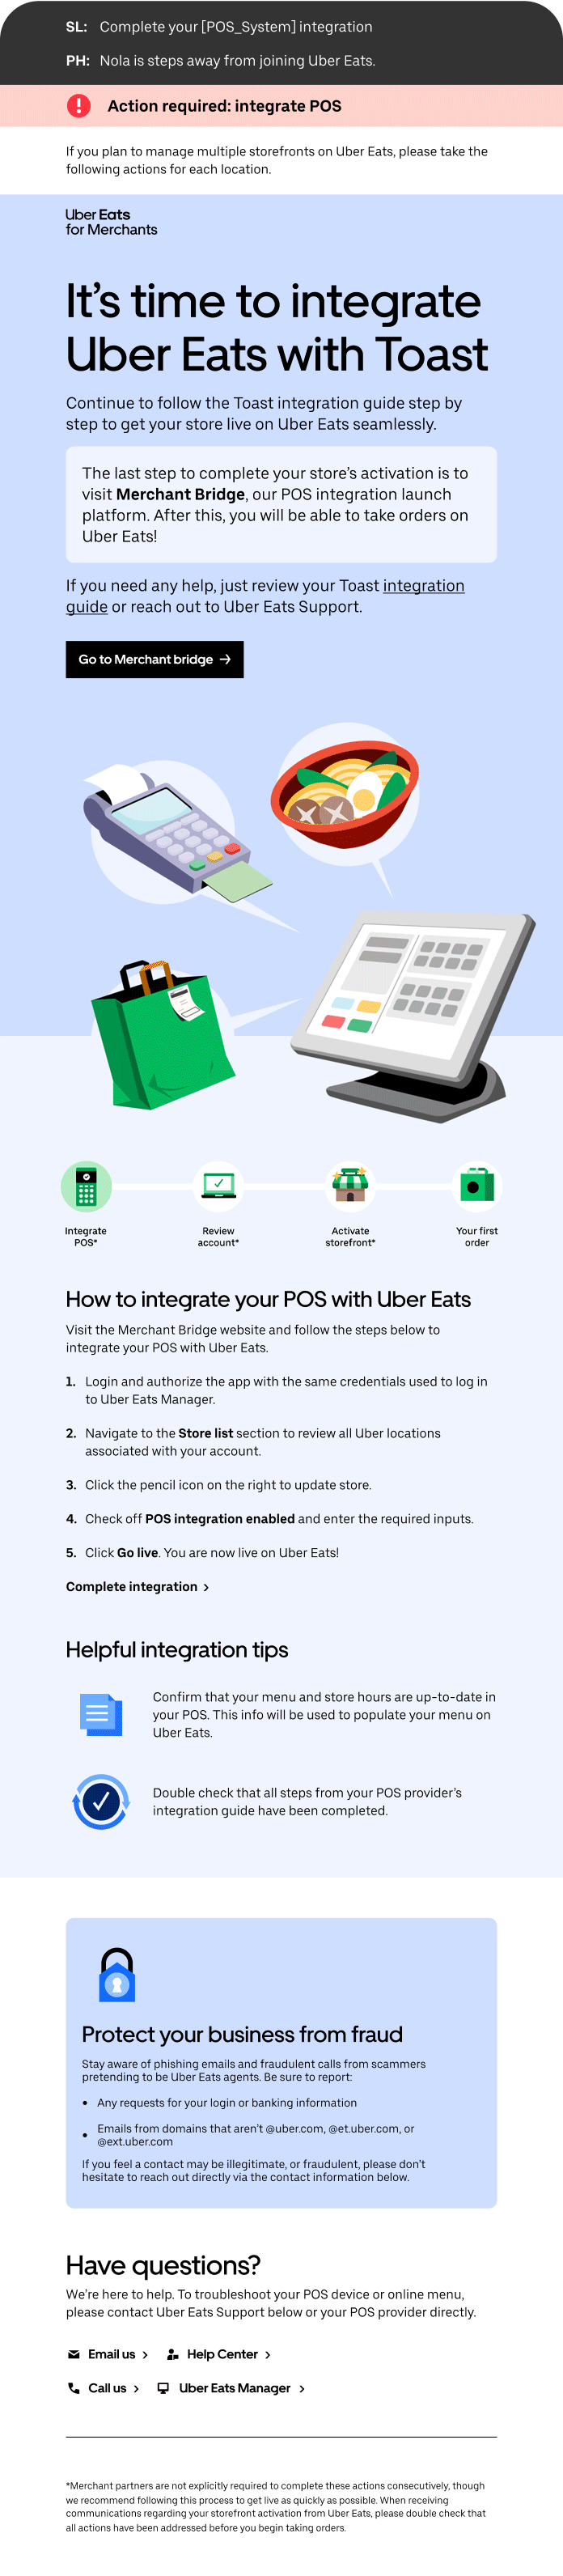 SL: Complete your [POS_System] integration
PH: Nola is steps away from joining Uber Eats.
Action required: integrate POS
If you plan to manage multiple storefronts on Uber Eats, please take the
following actions for each location.
Uber Eats
for Merchants
It's time to integrate
Uber Eats with Toast
Continue to follow the Toast integration guide step by
step to get your store live on Uber Eats seamlessly.
The last step to complete your store's activation is to
visit Merchant Bridge, our POS integration launch
platform. After this, you will be able to take orders on
Uber Eats!
If you need any help, just review your Toast integration
guide or reach out to Uber Eats Support.
Go to Merchant bridge →
Integrate
POS*
Review
account*
Activate
storefront*
Your first
order
How to integrate your POS with Uber Eats
Visit the Merchant Bridge website and follow the steps below to
integrate your POS with Uber Eats.
1. Login and authorize the app with the same credentials used to log in
to Uber Eats Manager.
2. Navigate to the Store list section to review all Uber locations
associated with your account.
3. Click the pencil icon on the right to update store.
4. Check off POS integration enabled and enter the required inputs.
5. Click Go live. You are now live on Uber Eats!
Complete integration >
Helpful integration tips
Confirm that your menu and store hours are up-to-date in
your POS. This info will be used to populate your menu on
Uber Eats.
Double check that all steps from your POS provider's
integration guide have been completed.
Protect your business from fraud
Stay aware of phishing emails and fraudulent calls from scammers
pretending to be Uber Eats agents. Be sure to report:
• Any requests for your login or banking information
• Emails from domains that aren't @uber.com, @et.uber.com, or
@ext.uber.com
If you feel a contact may be illegitimate, or fraudulent, please don't
hesitate to reach out directly via the contact information below.
Have questions?
We're here to help. To troubleshoot your POS device or online menu,
please contact Uber Eats Support below or your POS provider directly.
Email us > Help Center >
Call us > Uber Eats Manager >
*Merchant partners are not explicitly required to complete these actions consecutively, though
we recommend following this process to get live as quickly as possible. When receiving
communications regarding your storefront activation from Uber Eats, please double check that
all actions have been addressed before you begin taking orders.